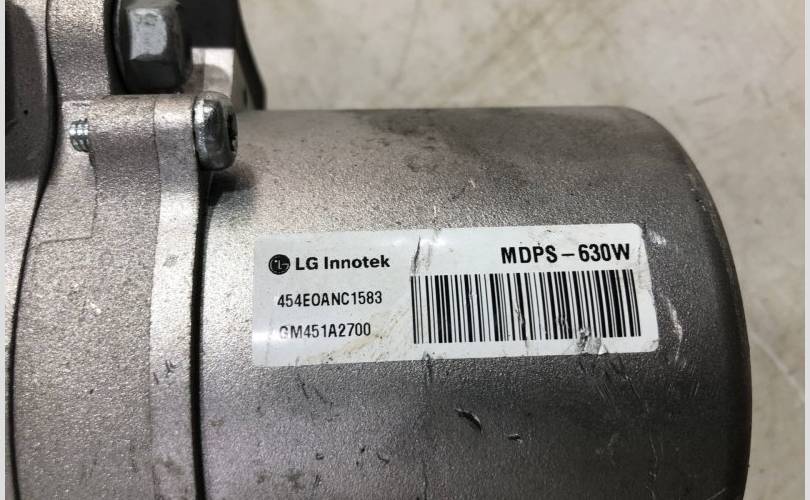 LG Innotek
MDPS-630W
454E0ANC1583
GM451A2700